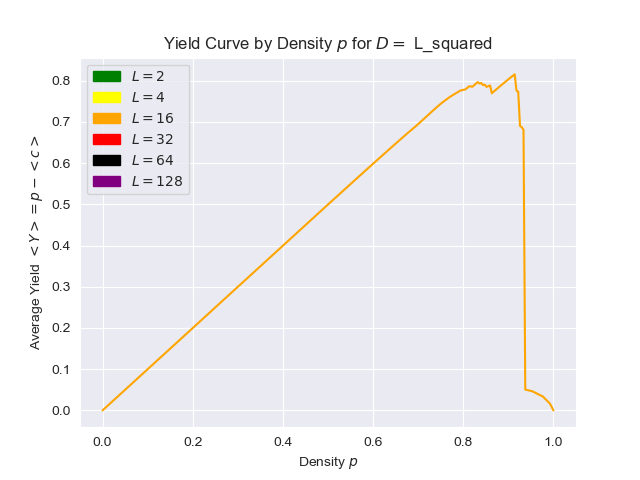 Yield Curve by Density p for D = L_squared
L = 2
L = 4
L = 16
L = 32
L = 64
L = 128
Average Yield < Y > = p − < c >
0.8
0.7
0.6
0.5
0.4
0.3
0.2
0.1
0.0
0.0 0.2 0.4 0.6 0.8 1.0
Density p